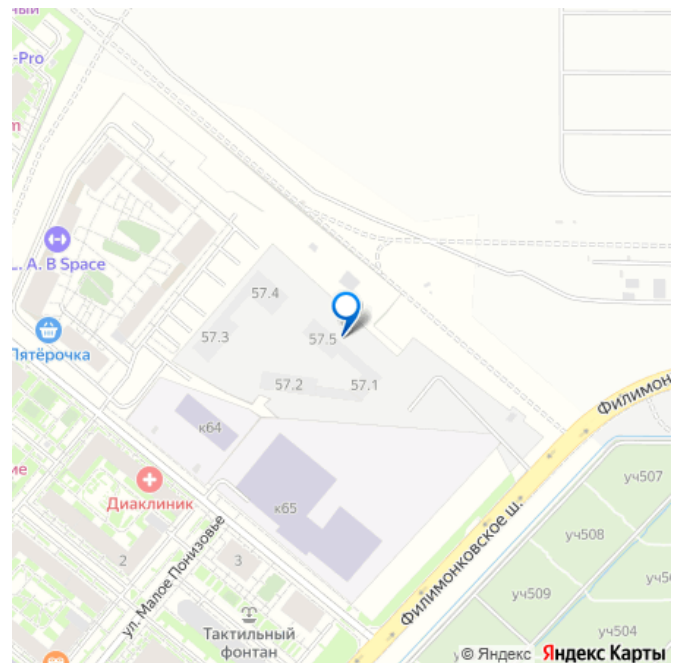 -Pro
57.4
L. A. B Space
57.3
57.5
Пятёрочка
57.2
57.1
Филимон
к64
уч507
Диаклиник
к65
Филимонковское ш.
уч508
ул. Малое Понизовье
2
3
уч509
уч504
Тактильный
фонтан
© Яндекс Яндекс Карты